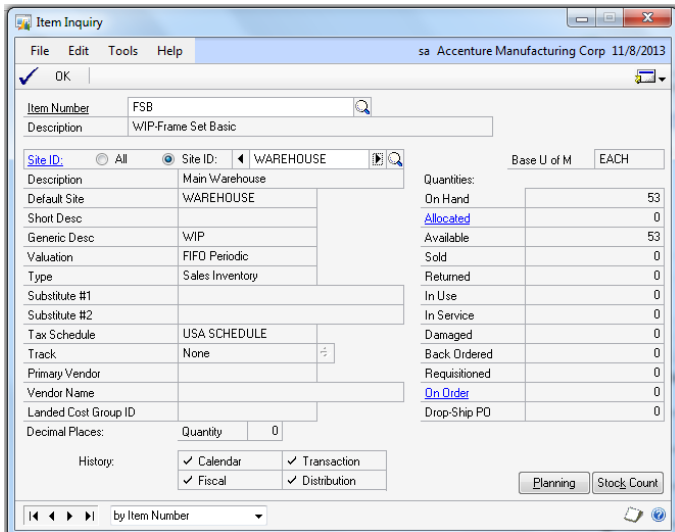 Item Inquiry
File Edit Tools Help sa Accenture Manufacturing Corp 11/8/2013
OK
Item Number FSB
Description WIP-Frame Set Basic
Site ID: All Site ID: WAREHOUSE Base U of M EACH
Description Main Warehouse Quantities:
Default Site WAREHOUSE On Hand 53
Short Desc Allocated 0
Generic Desc WIP Available 53
Valuation FIFO Periodic Sold 0
Type Sales Inventory Returned 0
Substitute #1 In Use 0
Substitute #2 In Service 0
Tax Schedule USA SCHEDULE Damaged 0
Track None Back Ordered 0
Primary Vendor Requisitioned 0
Vendor Name On Order 0
Landed Cost Group ID Drop-Ship PO 0
Decimal Places: Quantity 0
History: Calendar Transaction
Fiscal Distribution
Planning Stock Count
by Item Number